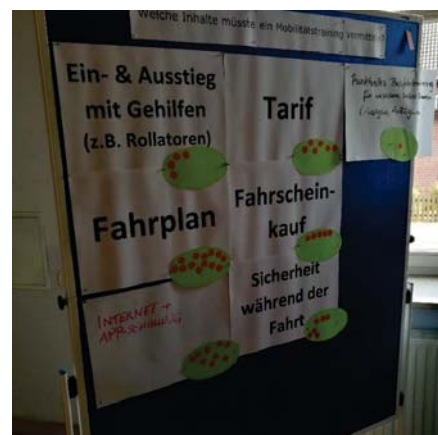 Welche Inhalte müsste ein Mobilitätstraining vermitteln?
Ein- & Ausstieg
mit Gehilfen
(z.B. Rollatoren)
Tarif
Fahrplan
Fahrschein-
kauf
INTERNET +
APP-SCHULUNG
Sicherheit
während der
Fahrt